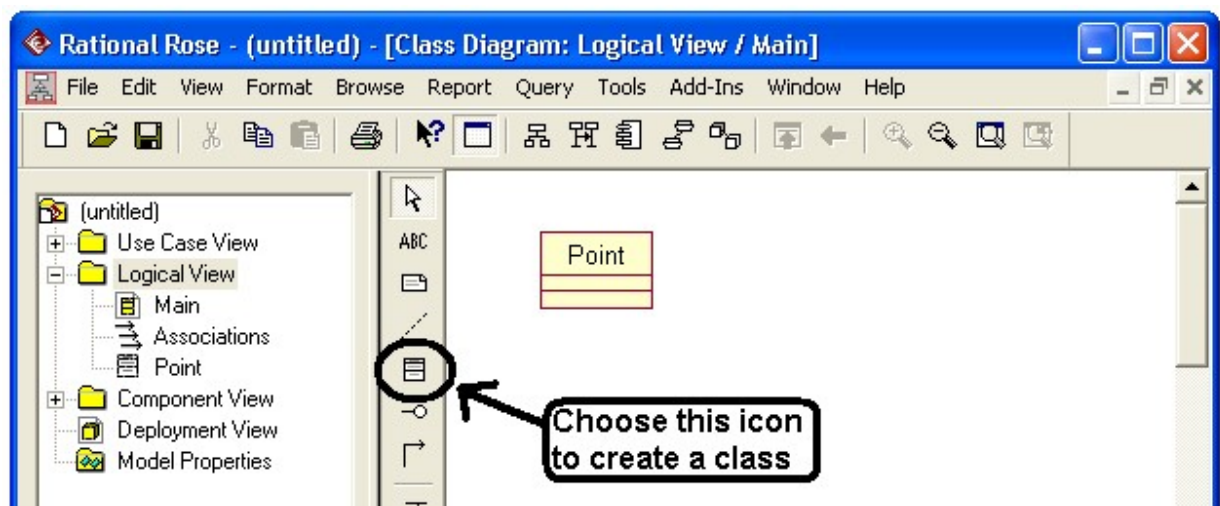 Rational Rose - (untitled) - [Class Diagram: Logical View / Main]
File Edit View Format Browse Report Query Tools Add-Ins Window Help
(untitled)
Use Case View
Logical View
Main
Associations
Point
Component View
Deployment View
Model Properties
ABC
Point
Choose this icon
to create a class